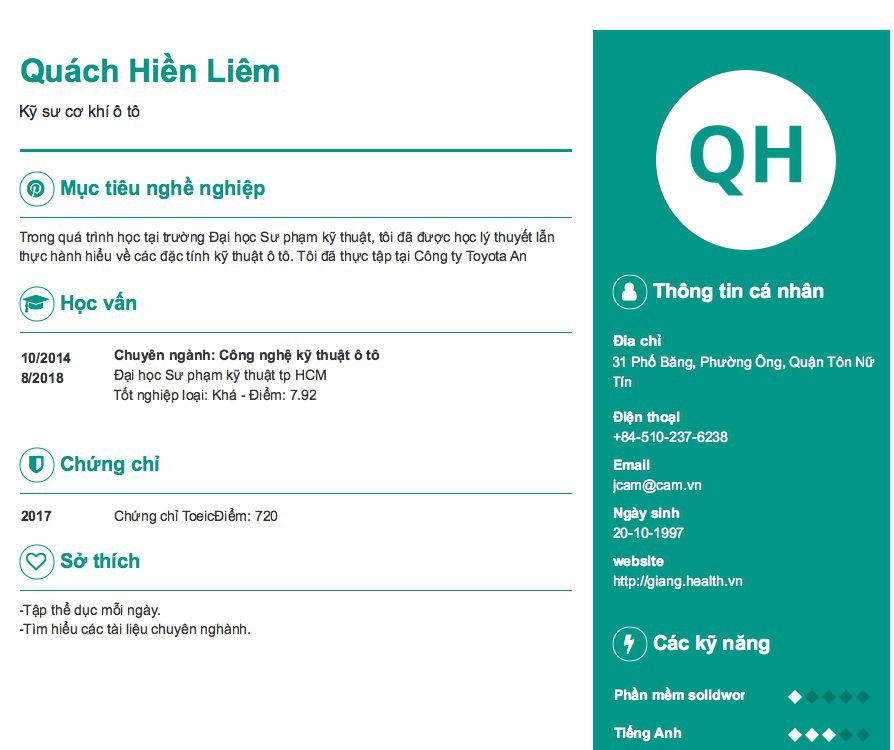 Quách Hiền Liêm
Kỹ sư cơ khí ô tô
Mục tiêu nghề nghiệp
Trong quá trình học tại trường Đại học Sư phạm kỹ thuật, tôi đã được học lý thuyết lẫn
thực hành hiểu về các đặc tính kỹ thuật ô tô. Tôi đã thực tập tại Công ty Toyota An
Học vấn
10/2014
8/2018
Chuyên ngành: Công nghệ kỹ thuật ô tô
Đại học Sư phạm kỹ thuật tp HCM
Tốt nghiệp loại: Khá - Điểm: 7.92
Chứng chỉ
2017 Chứng chỉ ToeicĐiểm: 720
Sở thích
-Tập thể dục mỗi ngày.
-Tìm hiểu các tài liệu chuyên nghành.
QH
Thông tin cá nhân
Đia chỉ
31 Phố Băng, Phường Ông, Quận Tôn Nữ
Tín
Điện thoại
+84-510-237-6238
Email
jcam@cam.vn
Ngày sinh
20-10-1997
website
http://giang.health.vn
Các kỹ năng
Phần mềm solidwor
Tiếng Anh